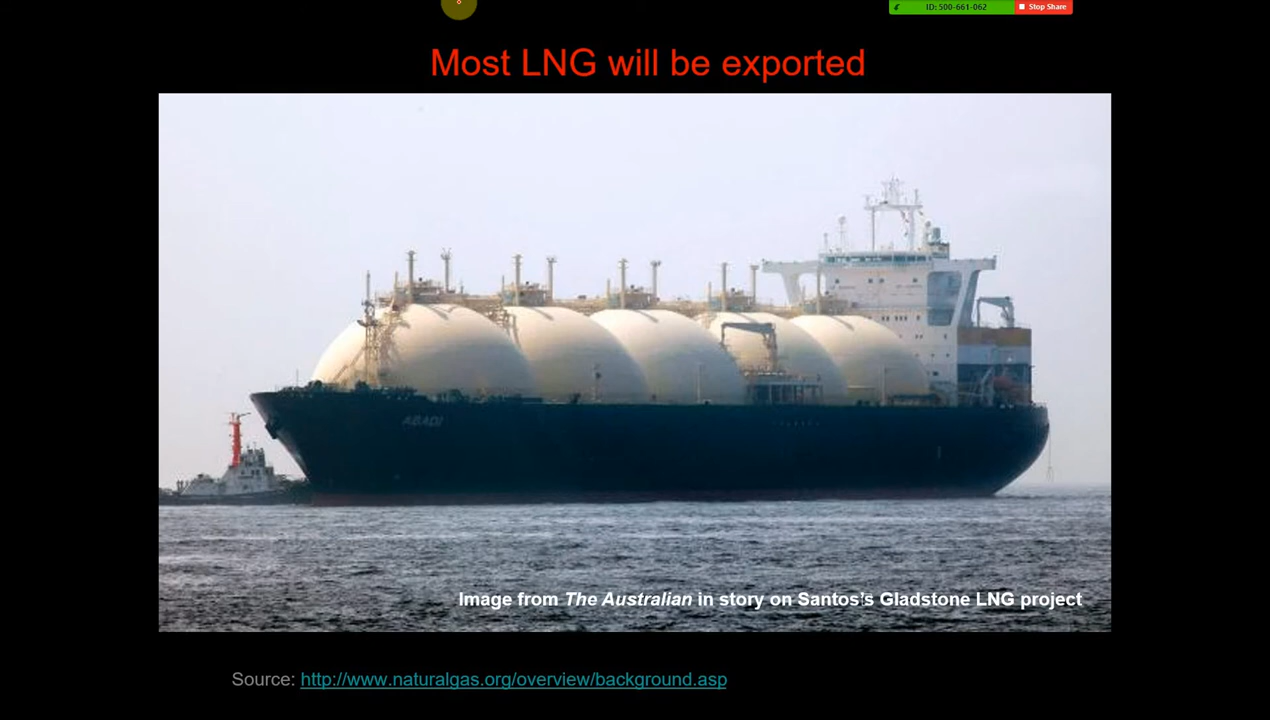 ID: 500-661-062
Stop Share
Most LNG will be exported
ABADI
Image from The Australian in story on Santos's Gladstone LNG project
Source: http://www.naturalgas.org/overview/background.asp